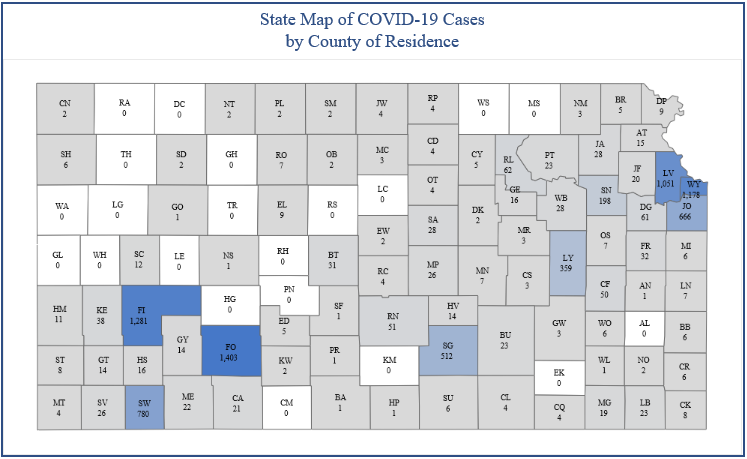 State Map of COVID-19 Cases
by County of Residence
CN
2
RA
0
DC
0
NT
2
PL
2
SM
2
JW
4
RP
4
WS
0
MS
0
NM
3
BR
5
DP
9
SH
6
TH
0
SD
2
GH
0
RO
7
OB
2
MC
3
CD
4
CY
5
RL
62
PT
23
JA
28
AT
15
JF
20
LV
1,051
WY
1,178
WA
0
LG
0
GO
1
TR
0
EL
9
RS
0
LC
0
OT
4
GE
16
WB
28
SN
198
DG
61
JO
666
EW
2
SA
28
DK
2
MR
3
OS
7
FR
32
MI
6
GL
0
WH
0
SC
12
LE
0
NS
1
RH
0
BT
31
RC
4
MP
26
MN
7
CS
3
LY
359
CF
50
AN
1
LN
7
HM
11
KE
38
FI
1,281
HG
0
PN
0
SF
1
RN
51
HV
14
GY
14
ED
5
FO
1,403
SG
512
BU
23
GW
3
WO
6
AL
0
BB
6
ST
8
GT
14
HS
16
KW
2
PR
1
KM
0
EK
0
WL
1
NO
2
CR
6
MT
4
SV
26
SW
780
ME
22
CA
21
CM
0
BA
1
HP
1
SU
6
CL
4
CQ
4
MG
19
LB
23
CK
8